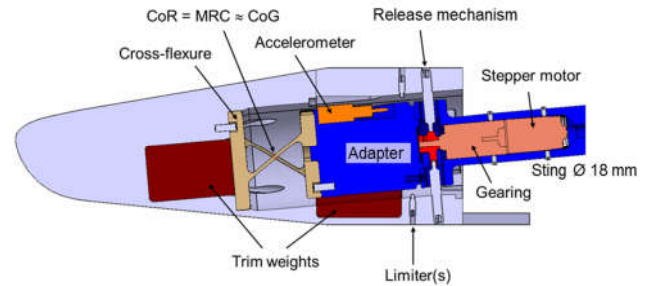 CoR = MRC ≈ CoG
Release mechanism
Cross-flexure
Accelerometer
Stepper motor
Adapter
Sting Ø 18 mm
Gearing
Trim weights
Limiter(s)